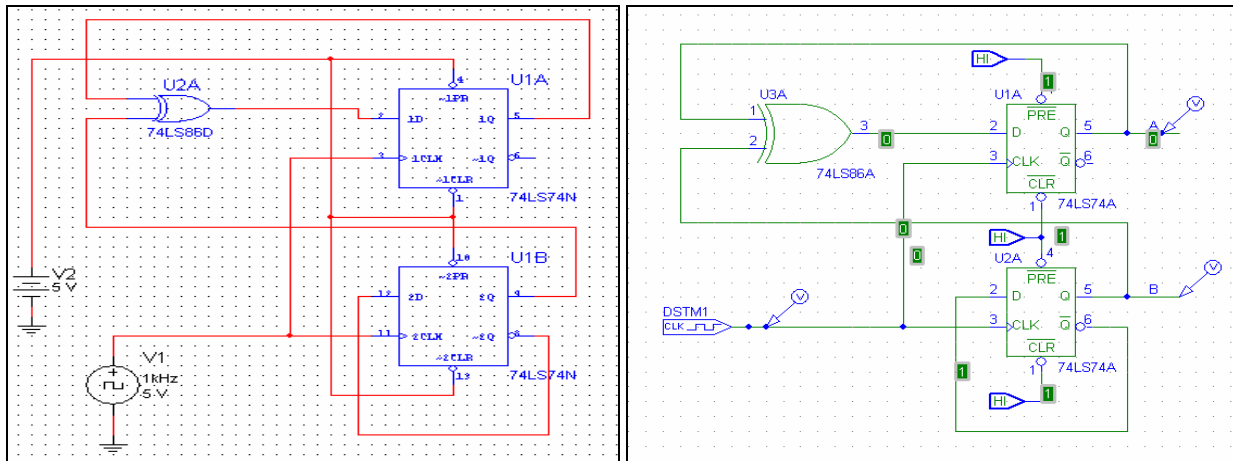 U2A
74LS86D
U1A
4
~1PR
2
1D
1Q
5
3
1CLK
~1Q
6
~1CLR
1
74LS74N
U1B
10
~2PR
12
2D
2Q
9
11
2CLK
~2Q
8
~2CLR
13
74LS74N
V2
5 V
V1
1kHz
5 V
HI
1
U3A
1
2
3
0
74LS86A
U1A
PRE
2
D
Q
5
A
0
3
CLK
Q
6
CLR
1
74LS74A
0
0
HI
1
U2A
4
PRE
2
D
Q
5
B
3
CLK
Q
6
CLR
1
74LS74A
DSTM1
CLK
1
HI
1
V
V
V